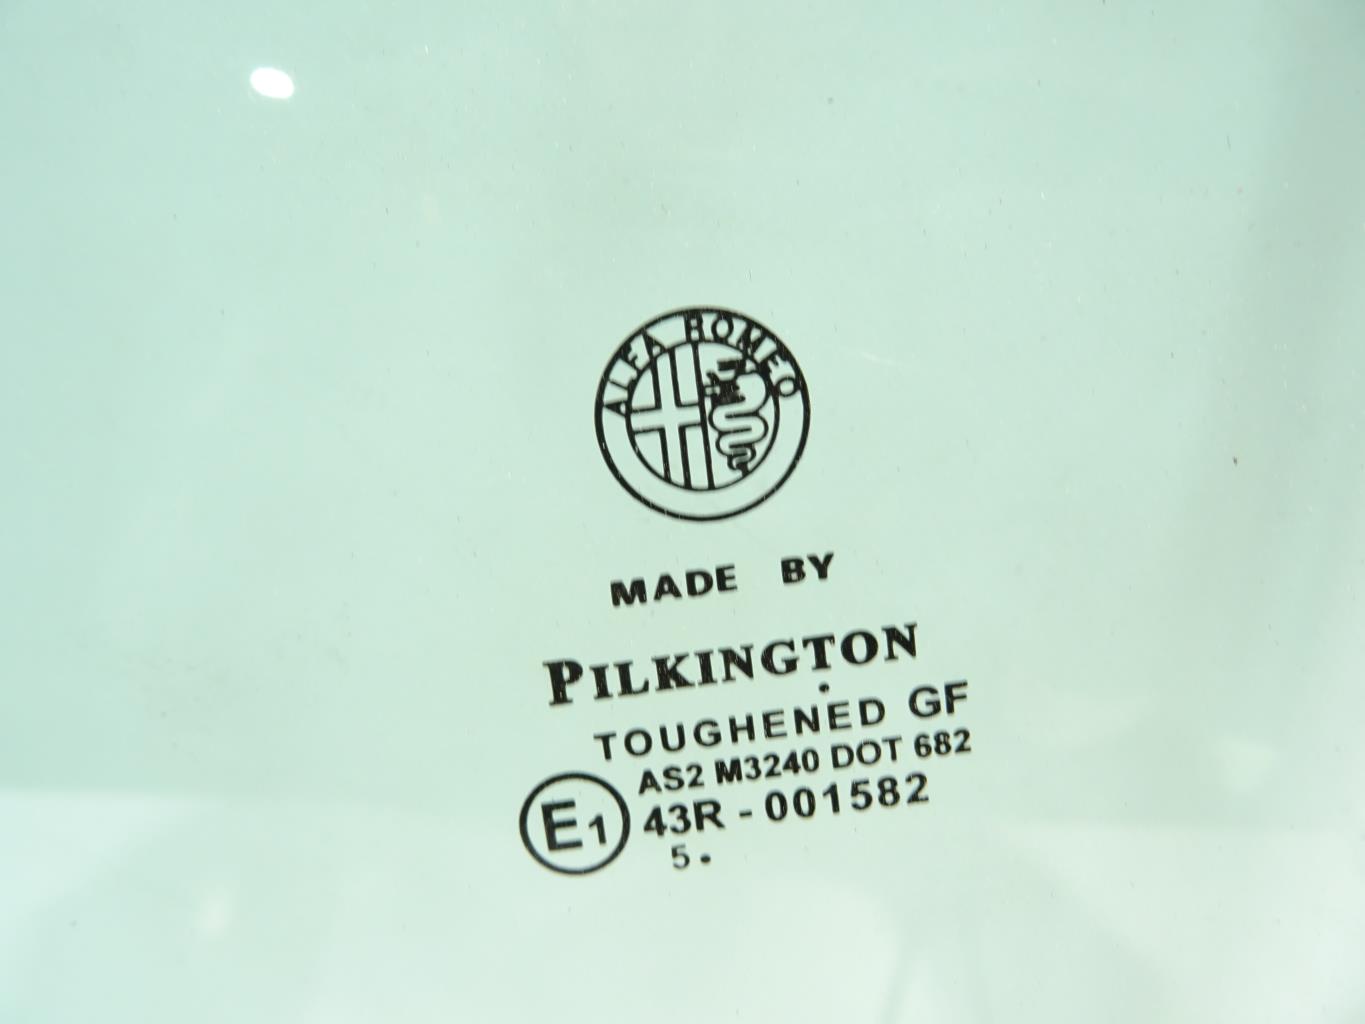 ALFA ROMEO
MADE BY
PILKINGTON
TOUGHENED GF
AS2 M3240 DOT 682
E1 43R - 001582
5 .